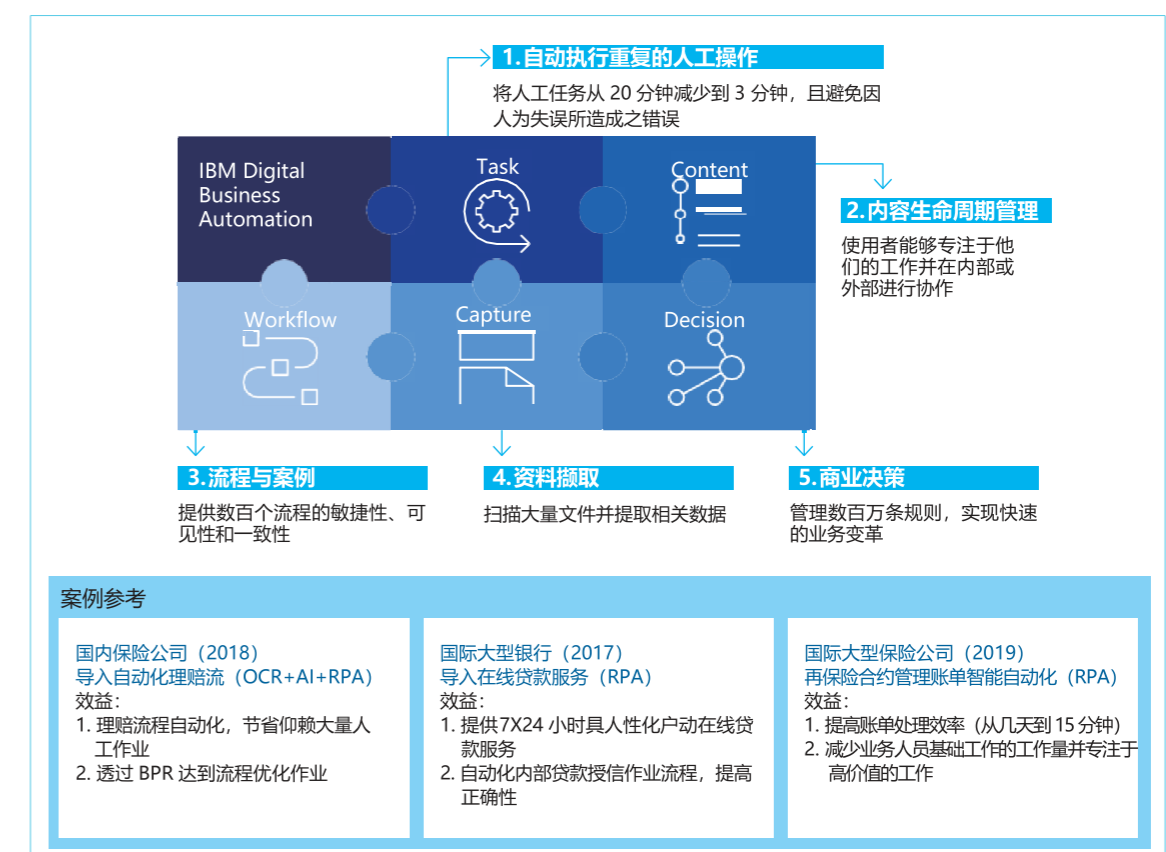 1.自动执行重复的人工操作
将人工任务从 20 分钟减少到 3 分钟，且避免因
人为失误所造成之错误
IBM Digital
Business
Automation
Task
Content
2.内容生命周期管理
使用者能够专注于他
们的工作并在内部或
外部进行协作
Workflow
Capture
Decision
3.流程与案例
提供数百个流程的敏捷性、可
见性和一致性
4.资料撷取
扫描大量文件并提取相关数据
5.商业决策
管理数百万条规则，实现快速
的业务变革
案例参考
国内保险公司（2018）
导入自动化理赔流（OCR+AI+RPA）
效益：
1. 理赔流程自动化，节省仰赖大量人
工作业
2. 透过 BPR 达到流程优化作业
国际大型银行（2017）
导入在线贷款服务（RPA）
效益：
1. 提供7X24 小时具人性化户动在线贷
款服务
2. 自动化内部贷款授信作业流程，提高
正确性
国际大型保险公司（2019）
再保险合约管理账单智能自动化（RPA）
效益：
1. 提高账单处理效率（从几天到 15 分钟）
2. 减少业务人员基础工作的工作量并专注于
高价值的工作